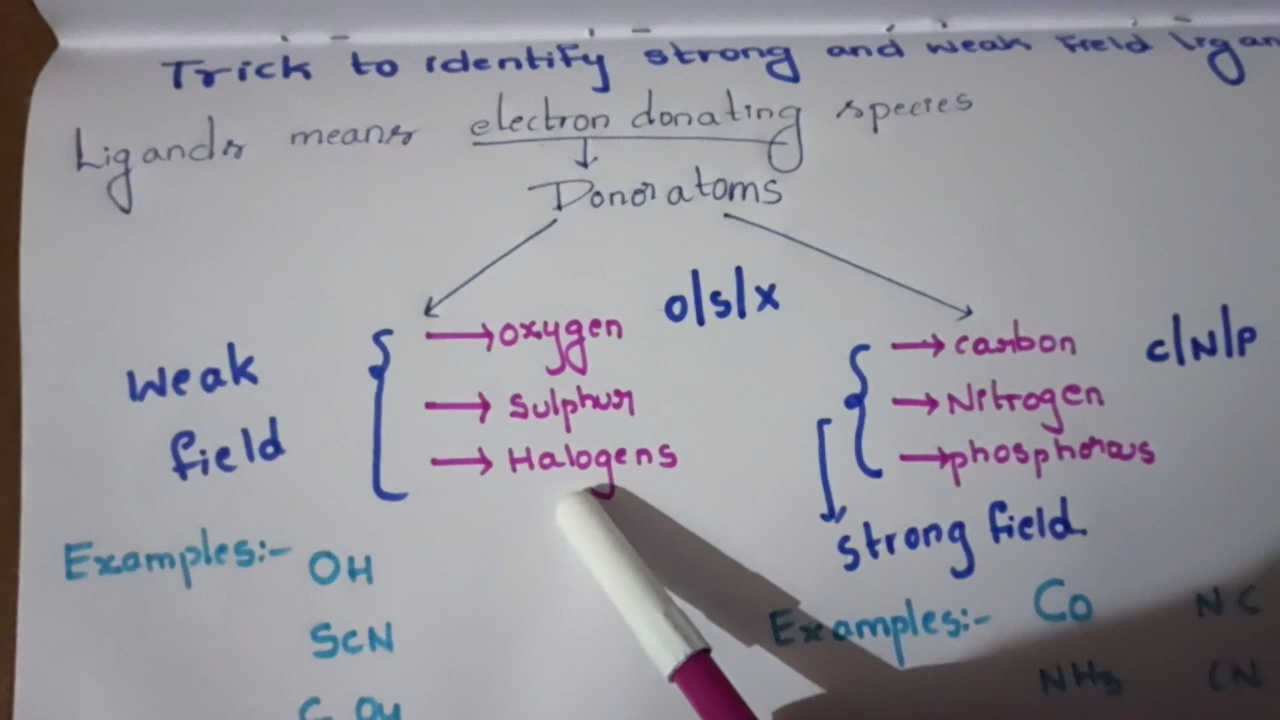 Trick to identify strong and weak field ligan
Ligands means electron donating species
Donor atoms
Weak field
oxygen
Sulphur
Halogens
o|s|x
carbon
Nitrogen
phosphorous
c|N|p
strong field
Examples:-
OH
ScN
Examples:-
Co
NC
NH3
CN